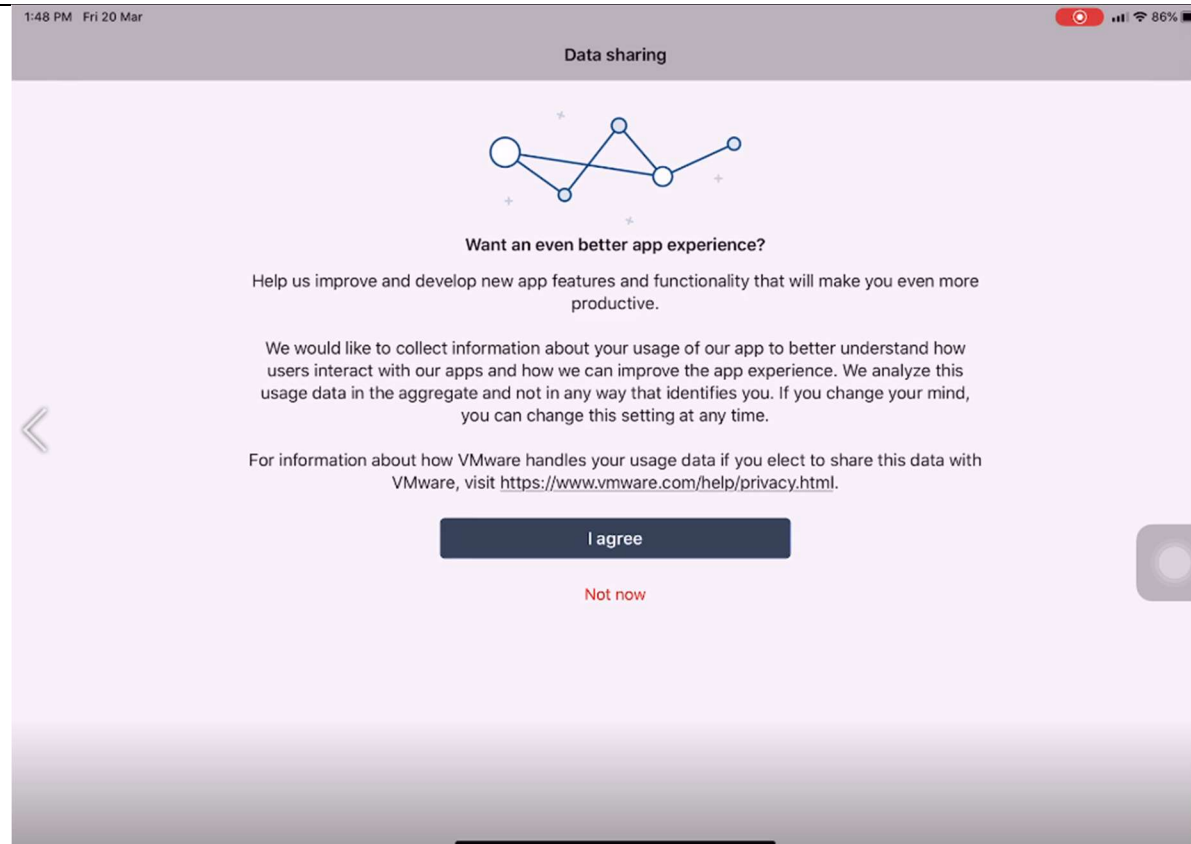 1:48 PM Fri 20 Mar
86%
Data sharing
Want an even better app experience?
Help us improve and develop new app features and functionality that will make you even more
productive.
We would like to collect information about your usage of our app to better understand how
users interact with our apps and how we can improve the app experience. We analyze this
usage data in the aggregate and not in any way that identifies you. If you change your mind,
you can change this setting at any time.
For information about how VMware handles your usage data if you elect to share this data with
VMware, visit https://www.vmware.com/help/privacy.html.
I agree
Not now